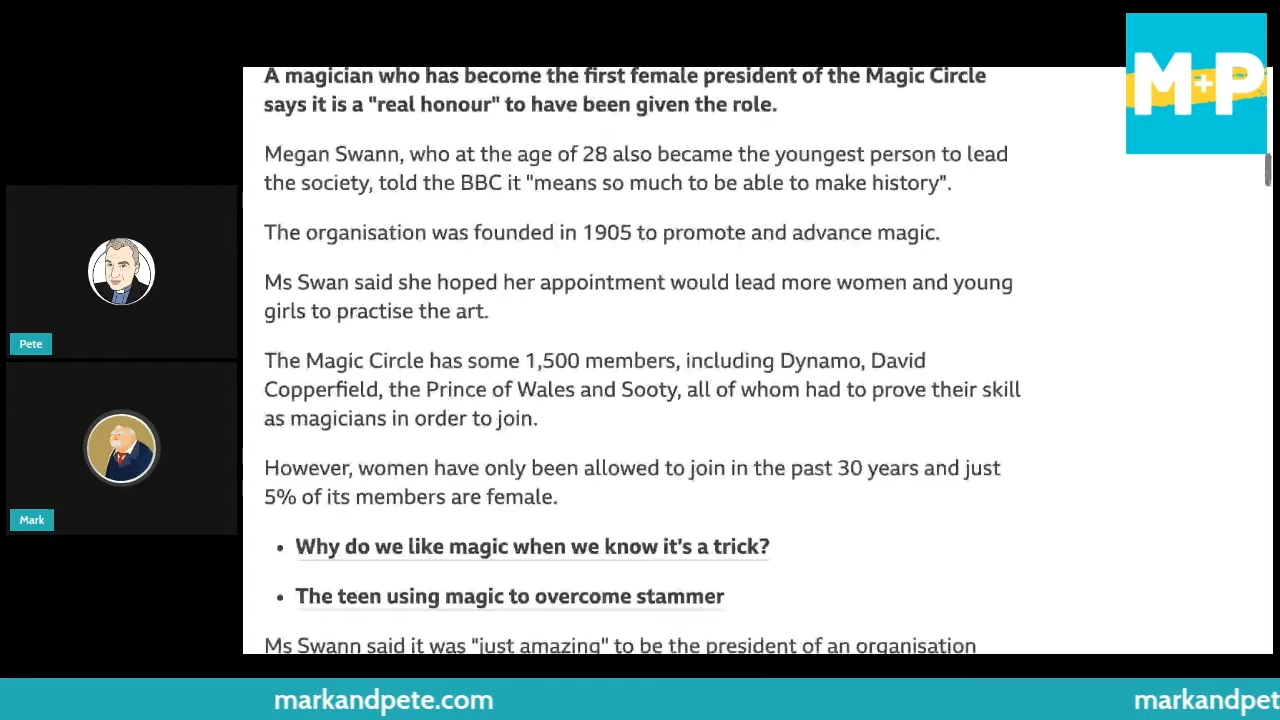 M+P
A magician who has become the first female president of the Magic Circle
says it is a "real honour" to have been given the role.
Megan Swann, who at the age of 28 also became the youngest person to lead
the society, told the BBC it "means so much to be able to make history".
The organisation was founded in 1905 to promote and advance magic.
Ms Swan said she hoped her appointment would lead more women and young
girls to practise the art.
The Magic Circle has some 1,500 members, including Dynamo, David
Copperfield, the Prince of Wales and Sooty, all of whom had to prove their skill
as magicians in order to join.
However, women have only been allowed to join in the past 30 years and just
5% of its members are female.
• Why do we like magic when we know it's a trick?
• The teen using magic to overcome stammer
Ms Swann said it was "just amazing" to be the president of an organisation
Pete
Mark
markandpete.com
markandpet